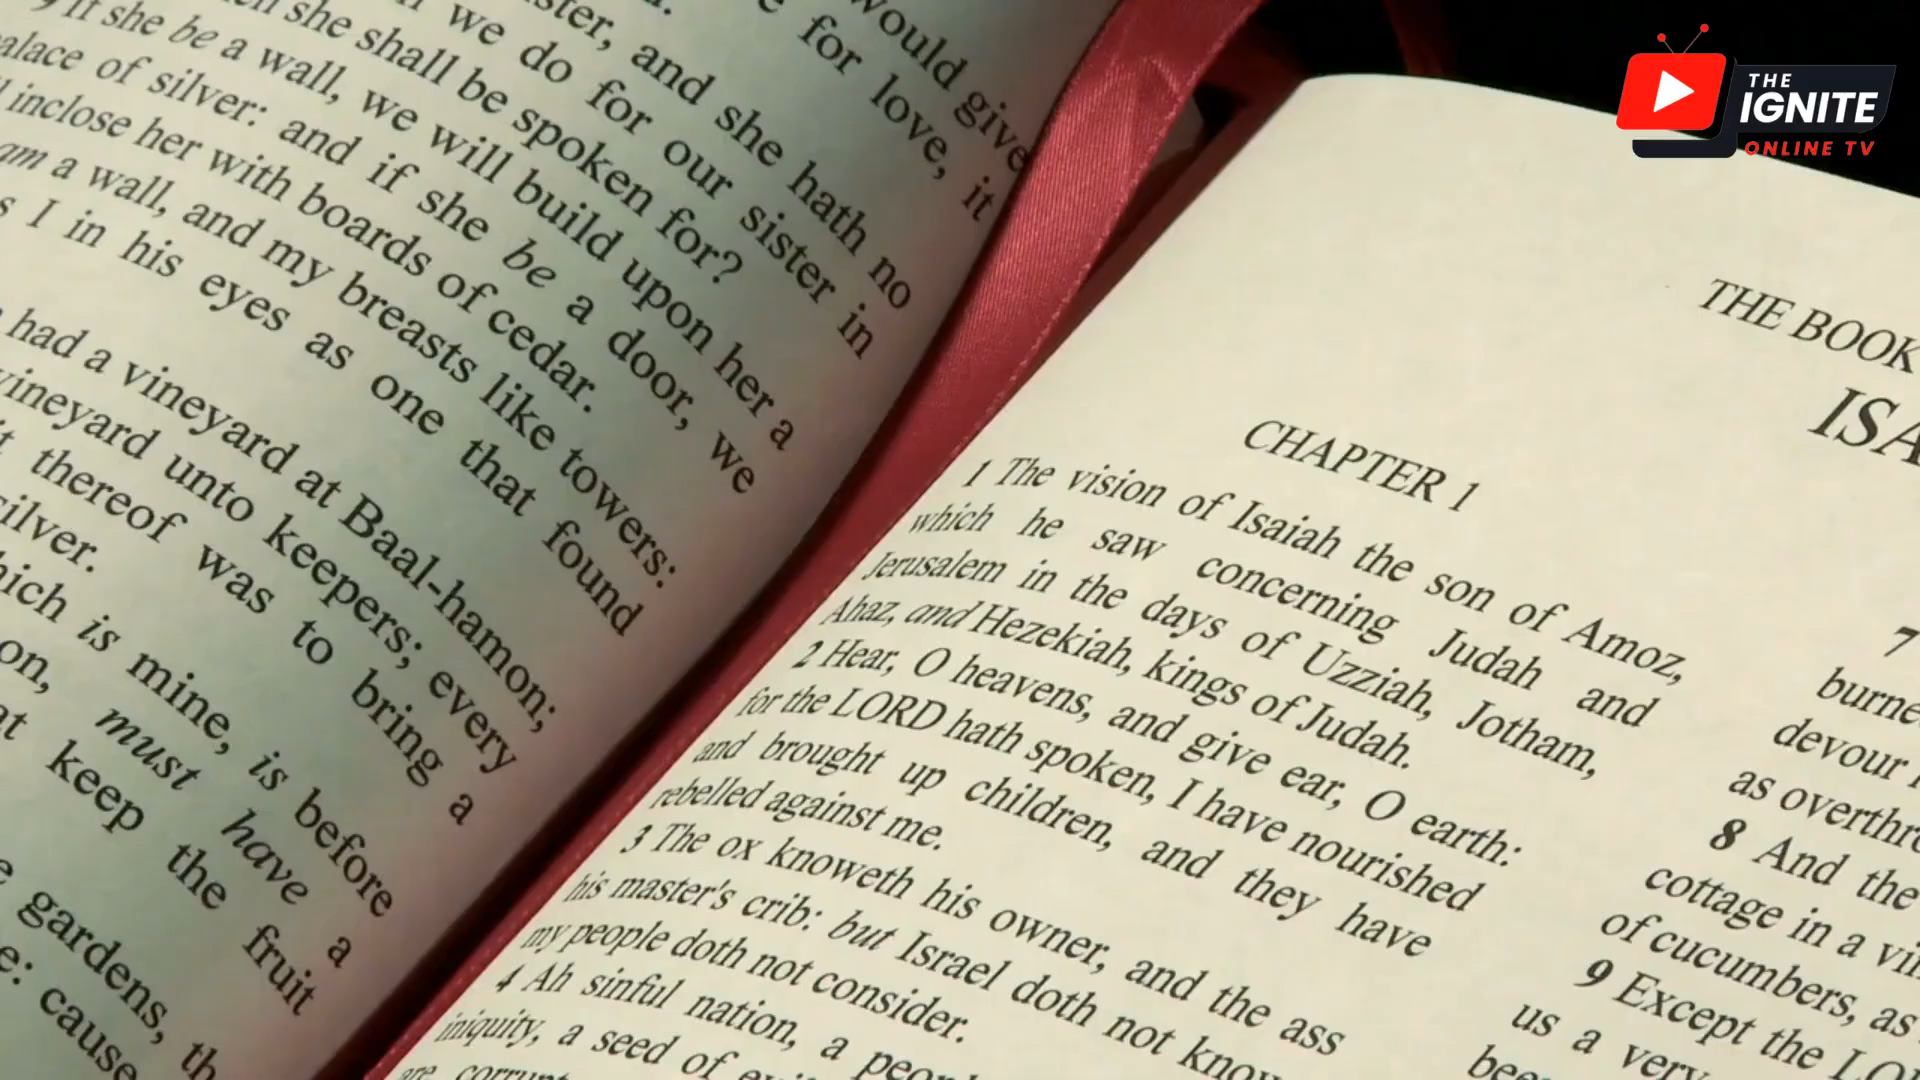 would give
e for love, it
ister, and she hath no
we do for our sister in
she shall be spoken for?
9 If she be a wall, we will build upon her a
alace of silver: and if she be a door, we
inclose her with boards of cedar.
am a wall, and my breasts like towers:
s I in his eyes as one that found
had a vineyard at Baal-hamon;
vineyard unto keepers; every
thereof was to bring a
silver.
hich is mine, is before
on, must have a
at keep the fruit
gardens, th
e: cause
THE BOOK
ISA
CHAPTER 1
1 The vision of Isaiah the son of Amoz,
which he saw concerning Judah and
Jerusalem in the days of Uzziah, Jotham,
Ahaz, and Hezekiah, kings of Judah.
2 Hear, O heavens, and give ear, O earth:
for the LORD hath spoken, I have nourished
and brought up children, and they have
rebelled against me.
3 The ox knoweth his owner, and the ass
his master's crib: but Israel doth not know
my people doth not consider.
4 Ah sinful nation, a peop
iniquity, a seed of
7
burne
devour
as overthr
8 And the
cottage in a vi
of cucumbers, as
9 Except the LO
us a very
bee
THE
IGNITE
ONLINE TV